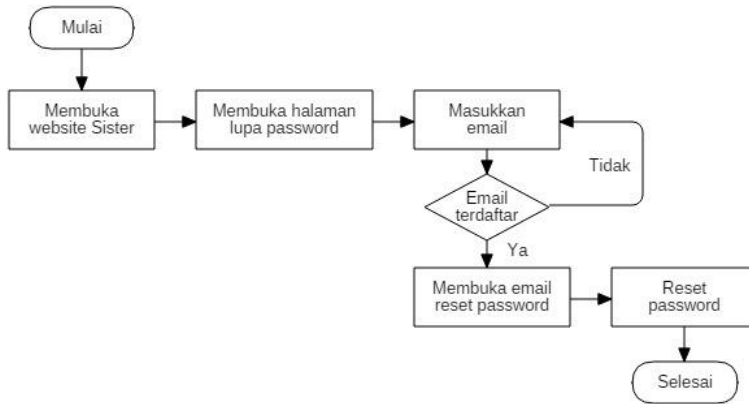 Mulai
Membuka
website Sister
Membuka halaman
lupa password
Masukkan
email
Tidak
Email
terdaftar
Ya
Membuka email
reset password
Reset
password
Selesai